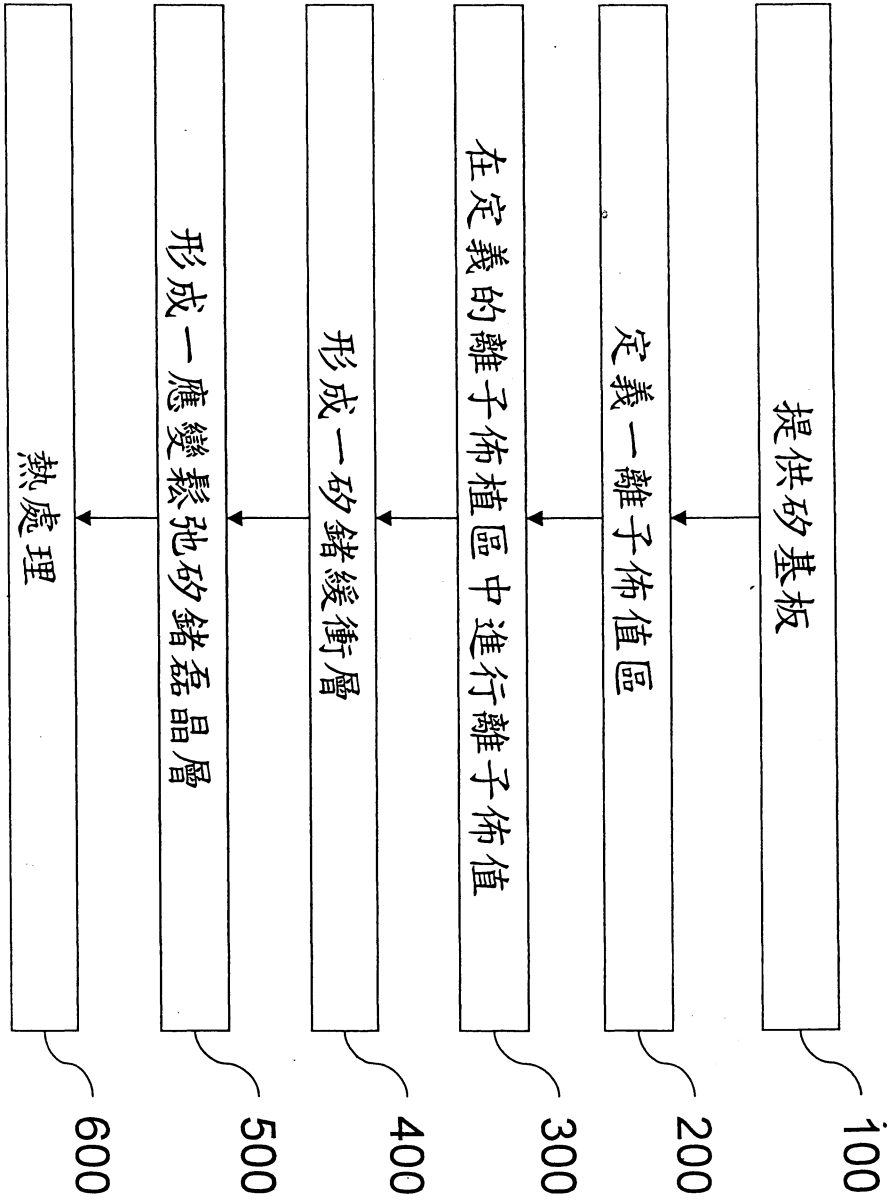 提供矽基板
100
定義一離子佈值區
200
在定義的離子佈植區中進行離子佈值
300
形成一矽鍺緩衝層
400
形成一應變鬆弛矽鍺磊晶層
500
熱處理
600